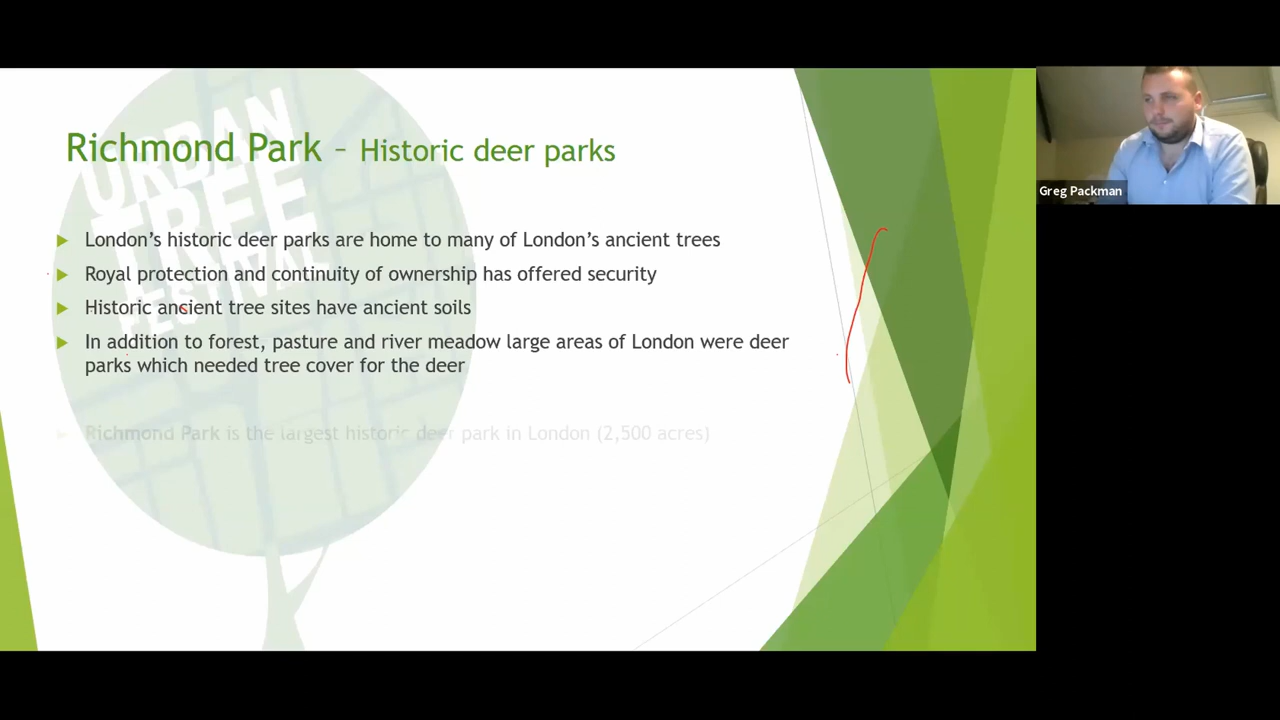 URBAN
TREE
FESTIVAL
Richmond Park – Historic deer parks
London’s historic deer parks are home to many of London’s ancient trees
Royal protection and continuity of ownership has offered security
Historic ancient tree sites have ancient soils
In addition to forest, pasture and river meadow large areas of London were deer
parks which needed tree cover for the deer
Richmond Park is the largest historic deer park in London (2,500 acres)
Greg Packman